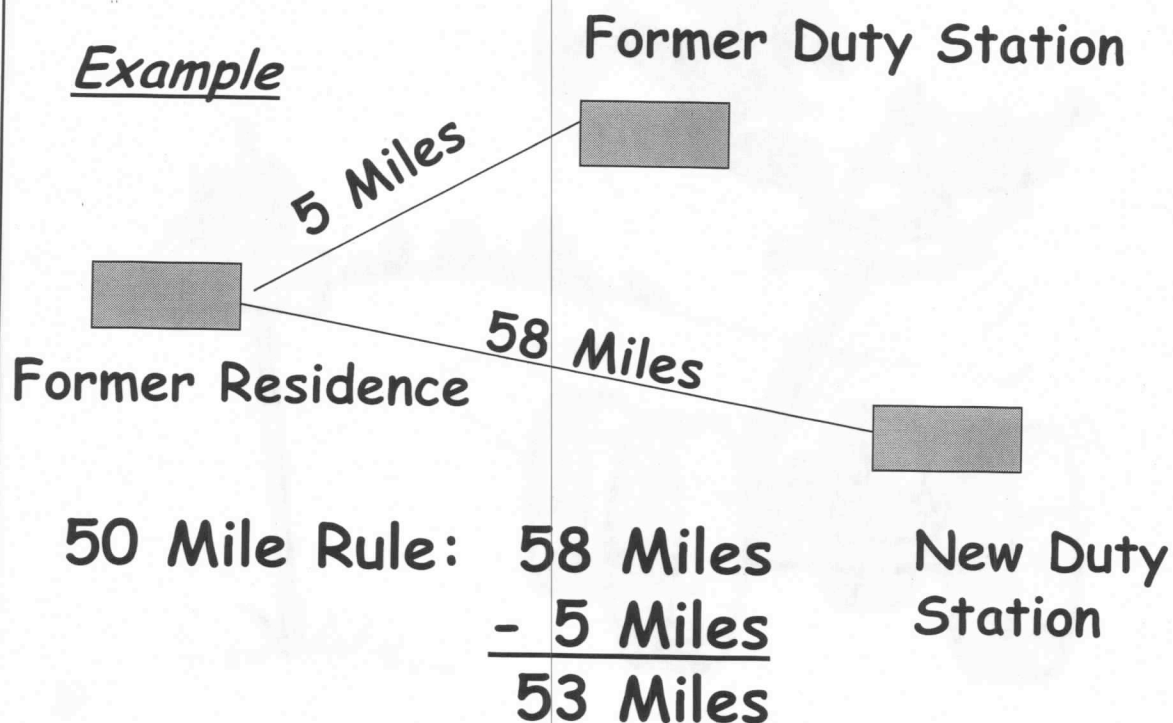 Example
Former Duty Station
5 Miles
58 Miles
Former Residence
50 Mile Rule: 58 Miles
- 5 Miles
53 Miles
New Duty
Station